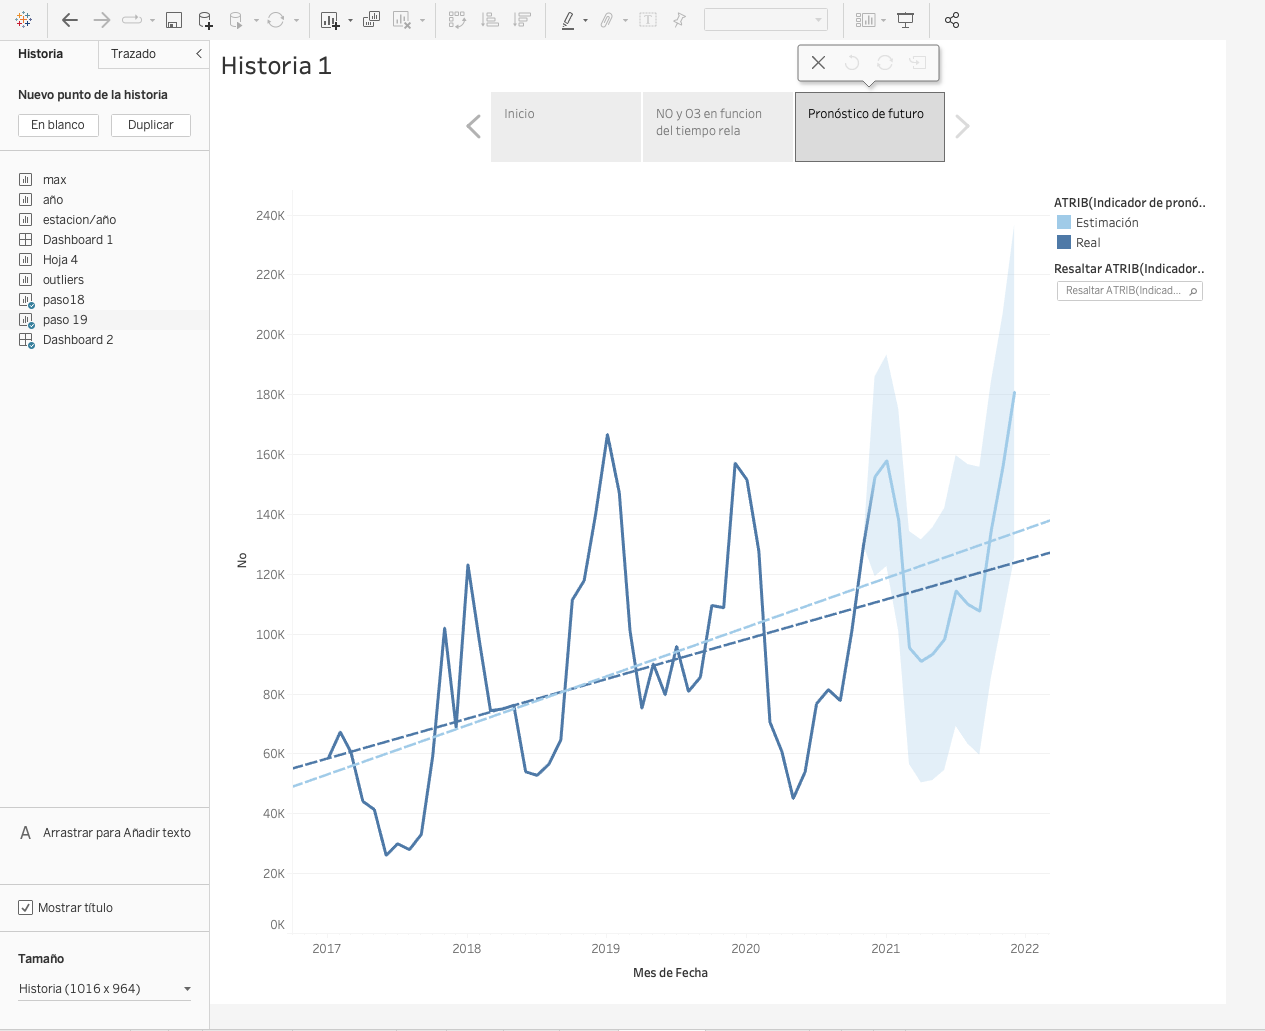 Historia
Trazado
Nuevo punto de la historia
En blanco
Duplicar
max
año
estacion/año
Dashboard 1
Hoja 4
outliers
paso18
paso 19
Dashboard 2
A Arrastrar para Añadir texto
Mostrar título
Tamaño
Historia (1016 x 964)
T
Historia 1
Inicio
NO y O3 en funcion
del tiempo rela
Pronóstico de futuro
240K
220K
200K
180K
160K
140K
120K
100K
80K
60K
40K
20K
0K
No
2017
2018
2019
2020
2021
2022
Mes de Fecha
ATRIB(Indicador de pronó..
Estimación
Real
Resaltar ATRIB(Indicador..
Resaltar ATRIB(Indicad...